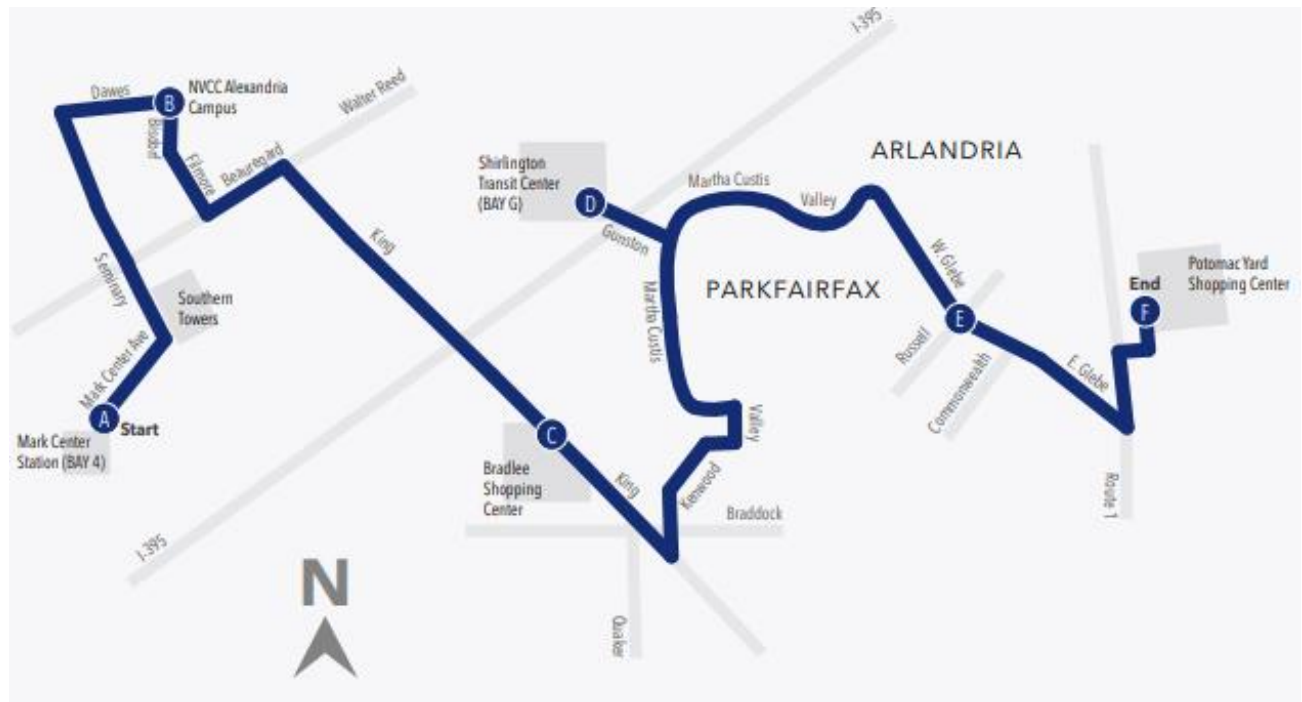 I-395
Dawes
B
NVCC Alexandria
Campus
Bisdorf
Walter Reed
Filmore
Beauregard
ARLANDRIA
Shirlington
Transit Center
(BAY G)
D
Martha Custis
Valley
Gunston
King
W. Glebe
Seminary
Southern
Towers
PARKFAIRFAX
Martha Custis
End
F
Potomac Yard
Shopping Center
E
Russell
Commonwealth
E. Glebe
Mark Center Ave
A
Start
Mark Center
Station (BAY 4)
C
Bradlee
Shopping
Center
King
Valley
Kenwood
Braddock
Route 1
I-395
N
Quaker